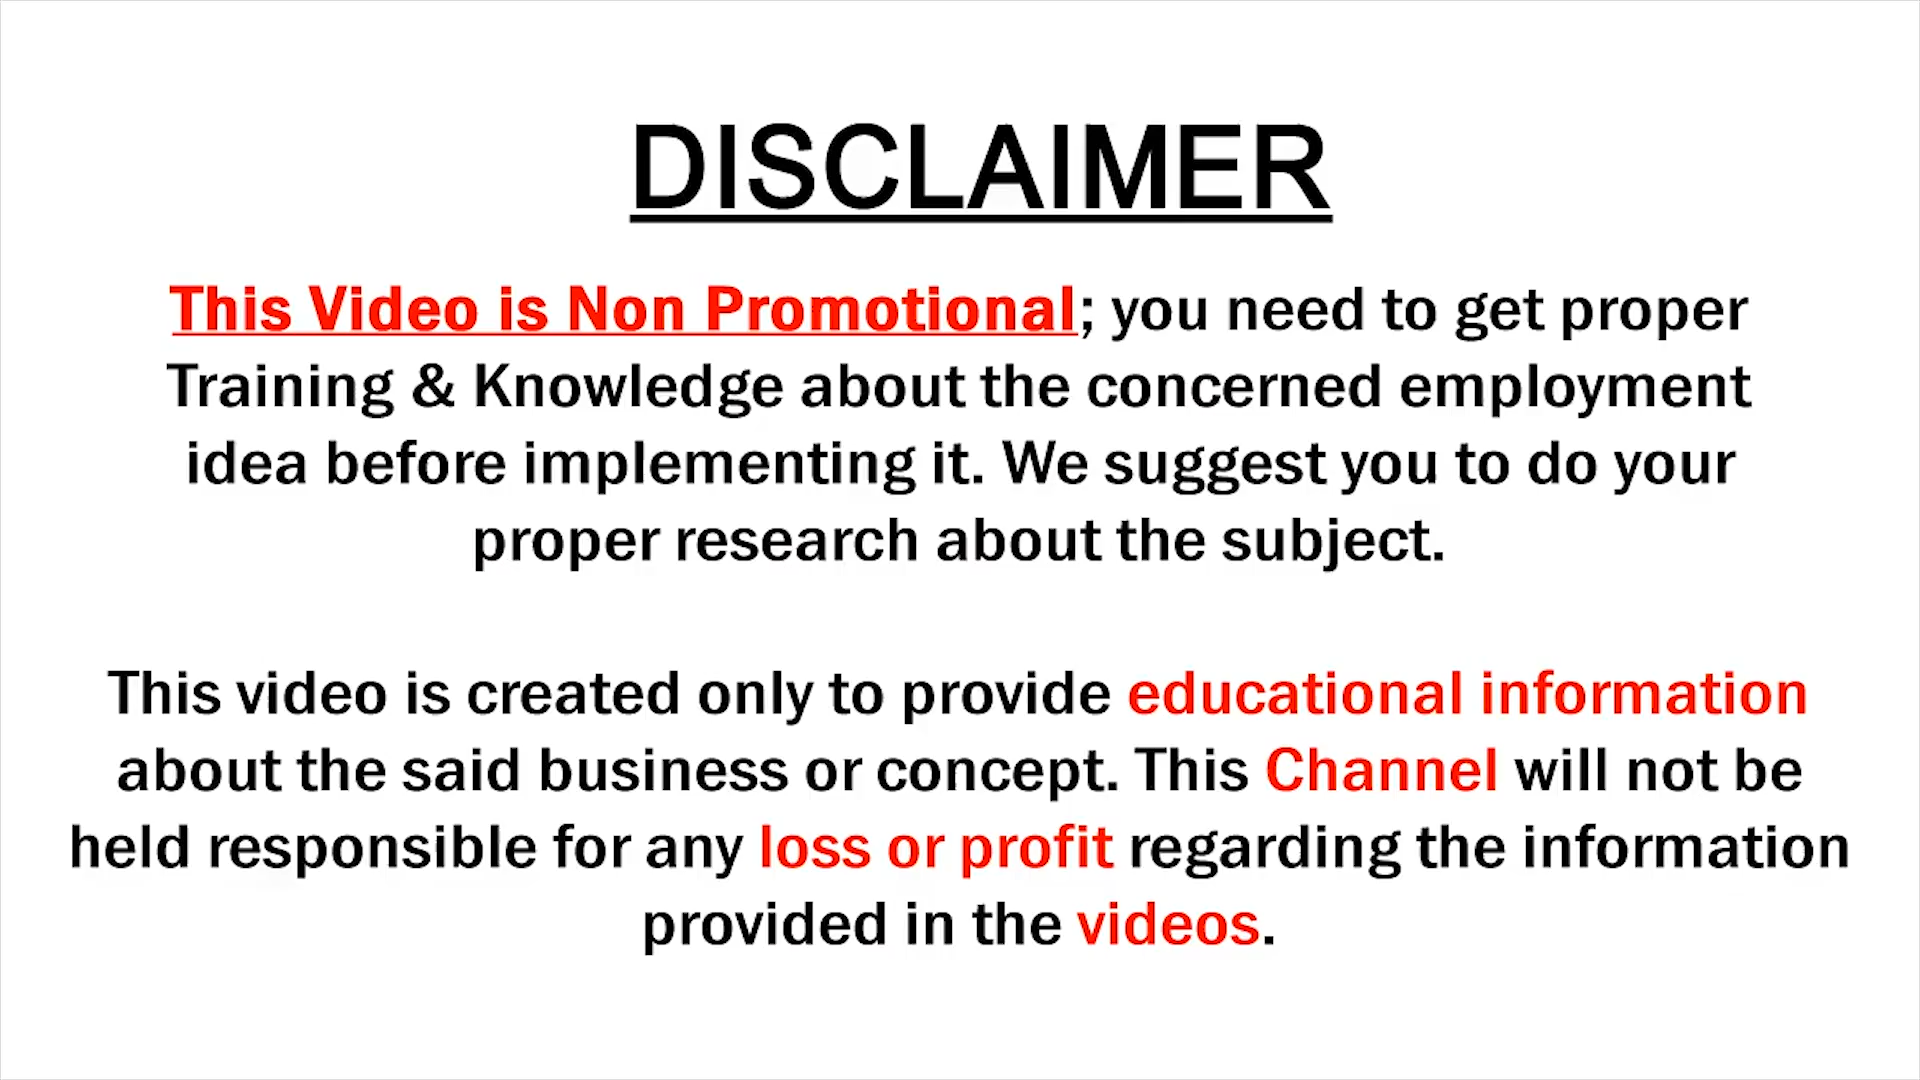 DISCLAIMER
This Video is Non Promotional; you need to get proper
Training & Knowledge about the concerned employment
idea before implementing it. We suggest you to do your
proper research about the subject.
This video is created only to provide educational information
about the said business or concept. This Channel will not be
held responsible for any loss or profit regarding the information
provided in the videos.